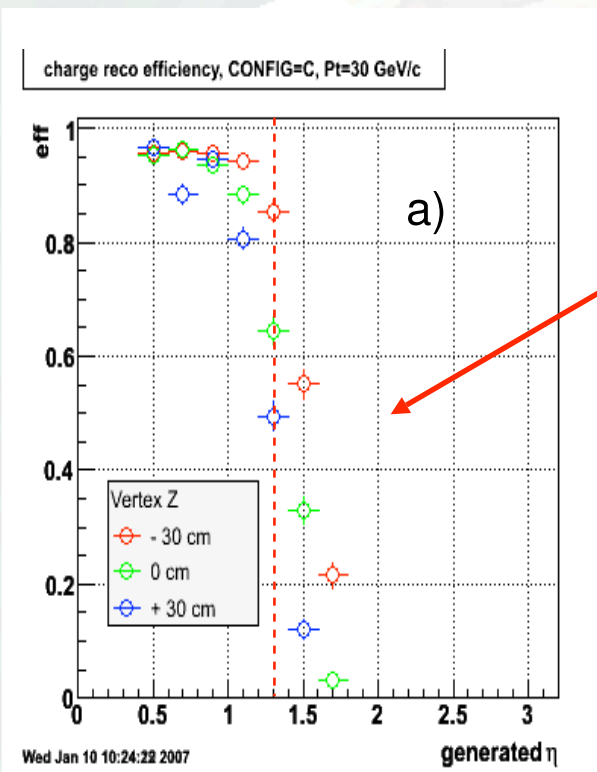 charge reco efficiency, CONFIG=C, Pt=30 GeV/c
eff
1
0.8
0.6
0.4
0.2
0
a)
Vertex Z
- 30 cm
0 cm
+ 30 cm
0 0.5 1 1.5 2 2.5 3
generated η
Wed Jan 10 10:24:22 2007